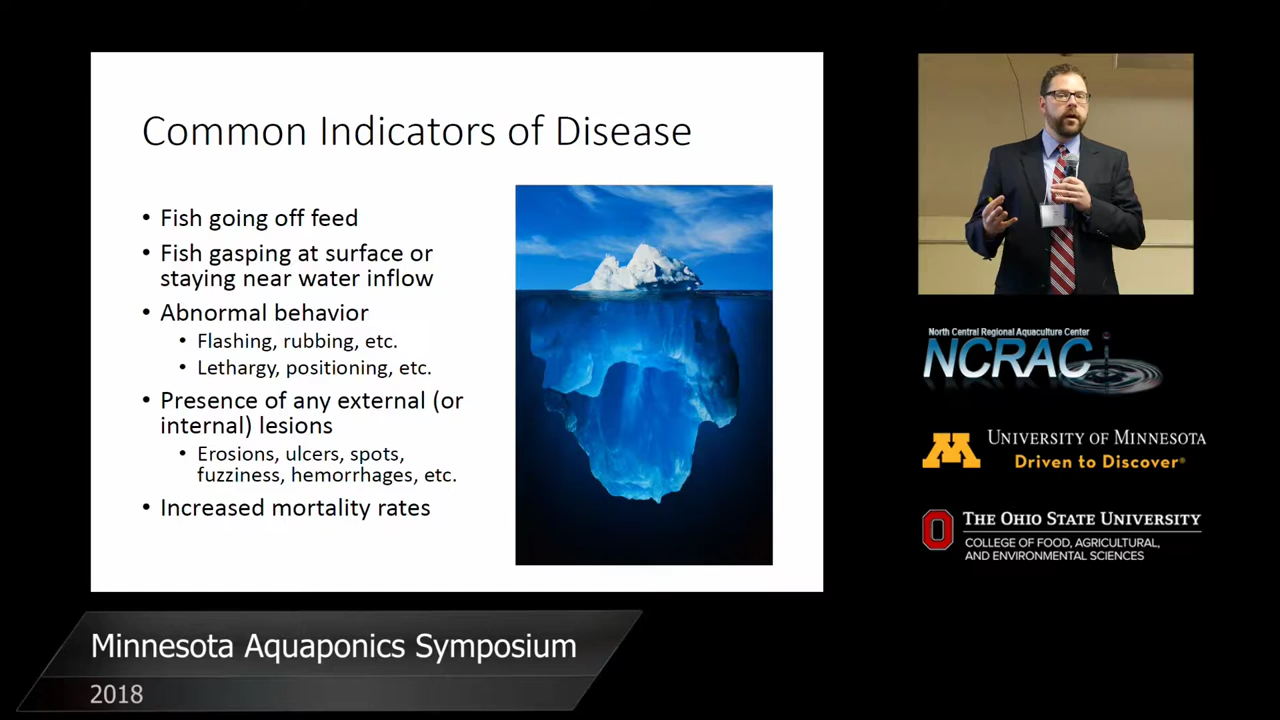 Common Indicators of Disease
• Fish going off feed
• Fish gasping at surface or
staying near water inflow
• Abnormal behavior
• Flashing, rubbing, etc.
• Lethargy, positioning, etc.
• Presence of any external (or
internal) lesions
• Erosions, ulcers, spots,
fuzziness, hemorrhages, etc.
• Increased mortality rates
North Central Regional Aquaculture Center
NCRAC
M
UNIVERSITY OF MINNESOTA
Driven to Discover®
O
THE OHIO STATE UNIVERSITY
COLLEGE OF FOOD, AGRICULTURAL,
AND ENVIRONMENTAL SCIENCES
Minnesota Aquaponics Symposium
2018